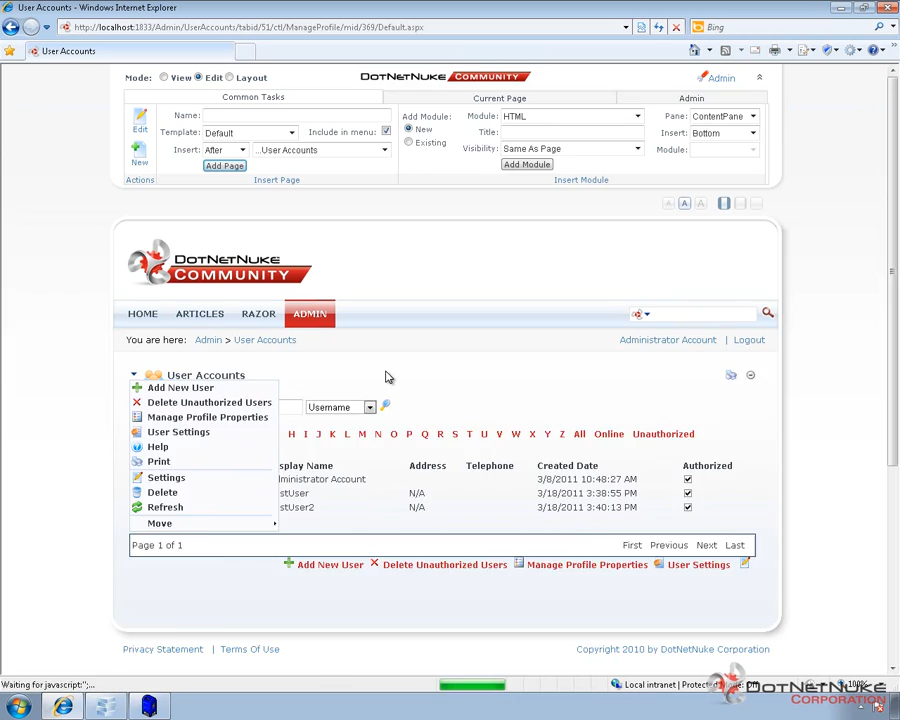 User Accounts - Windows Internet Explorer
http://localhost:1833/Admin/UserAccounts/tabid/51/ctl/ManageProfile/mid/369/Default.aspx
Bing
User Accounts
Mode: View Edit Layout
DOTNETNUKE COMMUNITY
Admin
Common Tasks
Current Page
Admin
Edit
New
Actions
Name:
Template: Default
Include in menu:
Insert: After
...User Accounts
Add Page
Insert Page
Add Module:
New
Existing
Module: HTML
Title:
Visibility: Same As Page
Add Module
Insert Module
Pane: ContentPane
Insert: Bottom
Module:
A A A
DOTNETNUKE
COMMUNITY
HOME ARTICLES RAZOR ADMIN
You are here: Admin > User Accounts
Administrator Account | Logout
User Accounts
Add New User
Delete Unauthorized Users
Manage Profile Properties
User Settings
Help
Print
Settings
Delete
Refresh
Move
Username
H I J K L M N O P Q R S T U V W X Y Z All Online Unauthorized
splay Name Address Telephone Created Date Authorized
ministrator Account 3/8/2011 10:48:27 AM
stUser N/A 3/18/2011 3:38:55 PM
stUser2 N/A 3/18/2011 3:40:13 PM
Page 1 of 1
First Previous Next Last
Add New User Delete Unauthorized Users Manage Profile Properties User Settings
Privacy Statement | Terms Of Use
Copyright 2010 by DotNetNuke Corporation
Waiting for javascript:'';...
Local intranet | Protected Mode: Off
100%
DOTNETNUKE
CORPORATION